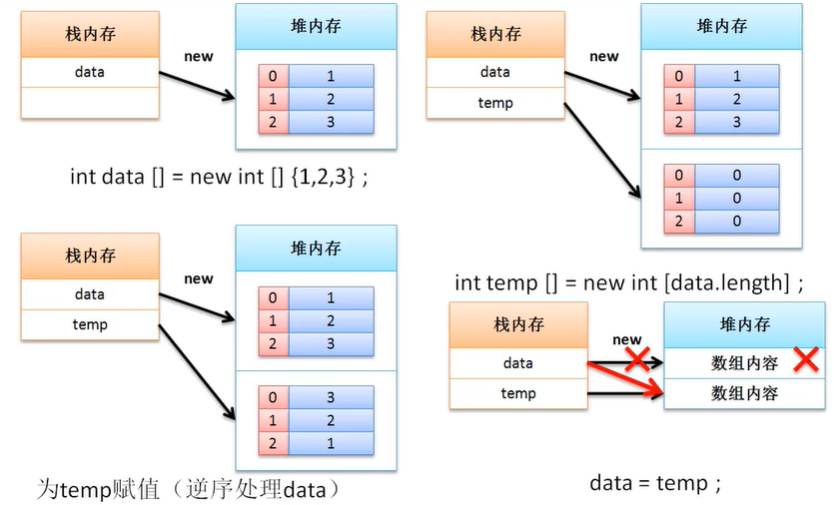 栈内存
data
new
堆内存
0 1
1 2
2 3
int data [] = new int [] {1,2,3} ;
栈内存
data
temp
new
堆内存
0 1
1 2
2 3
0 0
1 0
2 0
int temp [] = new int [data.length] ;
栈内存
data
temp
new
堆内存
0 1
1 2
2 3
0 3
1 2
2 1
为temp赋值（逆序处理data）
栈内存
data
temp
new
堆内存
数组内容
数组内容
data = temp ;